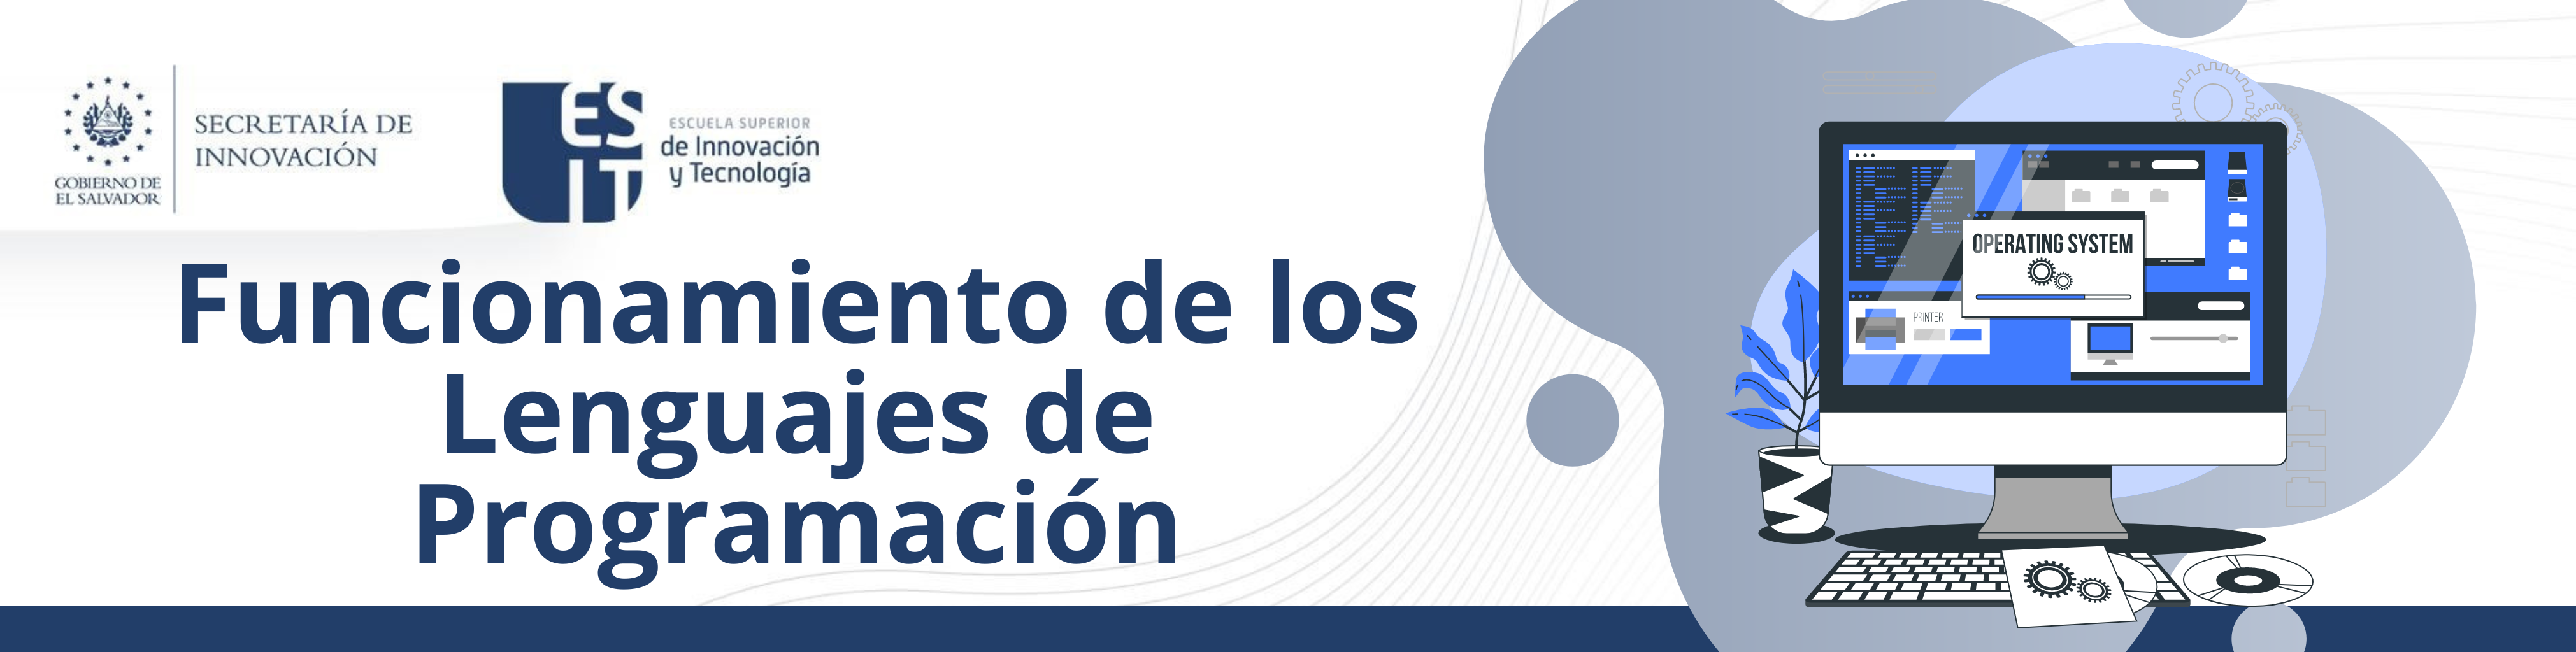 GOBIERNO DE
EL SALVADOR
SECRETARÍA DE
INNOVACIÓN
ES
IT
ESCUELA SUPERIOR
de Innovación
y Tecnología
Funcionamiento de los
Lenguajes de
Programación
OPERATING SYSTEM
PRINTER